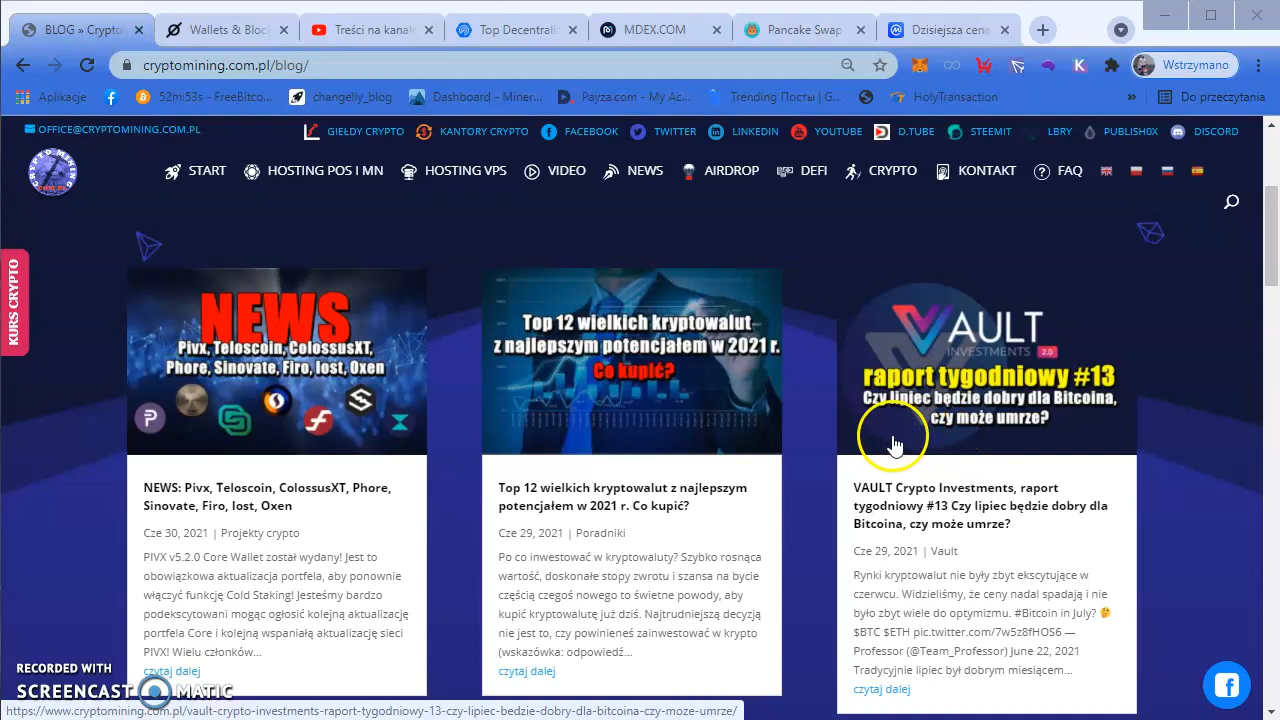 BLOG » Crypto
Wallets & Bloc
Treści na kanale
Top Decentrali
MDEX.COM
Pancake Swap
Dzisiejsza cena
cryptomining.com.pl/blog/
Wstrzymano
Aplikacje
52m:53s - FreeBitco...
changelly_blog
Dashboard - Miner...
Payza.com - My Ac...
Trending Посты | G...
HolyTransaction
»
Do przeczytania
OFFICE@CRYPTOMINING.COM.PL
GIEŁDY CRYPTO
KANTORY CRYPTO
FACEBOOK
TWITTER
LINKEDIN
YOUTUBE
D.TUBE
STEEMIT
LBRY
PUBLISH0X
DISCORD
START
HOSTING POS I MN
HOSTING VPS
VIDEO
NEWS
AIRDROP
DEFI
CRYPTO
KONTAKT
FAQ
KURS CRYPTO
NEWS
Pivx, Teloscoin, ColossusXT,
Phore, Sinovate, Firo, Iost, Oxen
NEWS: Pivx, Teloscoin, ColossusXT, Phore,
Sinovate, Firo, Iost, Oxen
Cze 30, 2021 | Projekty crypto
PIVX v5.2.0 Core Wallet został wydany! Jest to
obowiązkowa aktualizacja portfela, aby ponownie
włączyć funkcję Cold Staking! Jesteśmy bardzo
podekscytowani mogąc ogłosić kolejną aktualizację
portfela Core i kolejną wspaniałą aktualizację sieci
PIVX! Wielu członków...
czytaj dalej
Top 12 wielkich kryptowalut
z najlepszym potencjałem w 2021 r.
Co kupić?
Top 12 wielkich kryptowalut z najlepszym
potencjałem w 2021 r. Co kupić?
Cze 29, 2021 | Poradniki
Po co inwestować w kryptowaluty? Szybko rosnąca
wartość, doskonałe stopy zwrotu i szansa na bycie
częścią czegoś nowego to świetne powody, aby
kupić kryptowalutę już dziś. Najtrudniejszą decyzją
nie jest to, czy powinieneś zainwestować w krypto
(wskazówka: odpowiedź...
czytaj dalej
VAULT
INVESTMENTS 2.0
raport tygodniowy #13
Czy lipiec będzie dobry dla Bitcoina,
czy może umrze?
VAULT Crypto Investments, raport
tygodniowy #13 Czy lipiec będzie dobry dla
Bitcoina, czy może umrze?
Cze 29, 2021 | Vault
Rynki kryptowalut nie były zbyt ekscytujące w
czerwcu. Widzieliśmy, że ceny nadal spadają i nie
było zbyt wiele do optymizmu. #Bitcoin in July? 🤔
$BTC $ETH pic.twitter.com/7w5z8fHOS6 —
Professor (@Team_Professor) June 22, 2021
Tradycyjnie lipiec był dobrym miesiącem...
czytaj dalej
RECORDED WITH
SCREENCAST MATIC
https://www.cryptomining.com.pl/vault-crypto-investments-raport-tygodniowy-13-czy-lipiec-bedzie-dobry-dla-bitcoina-czy-moze-umrze/